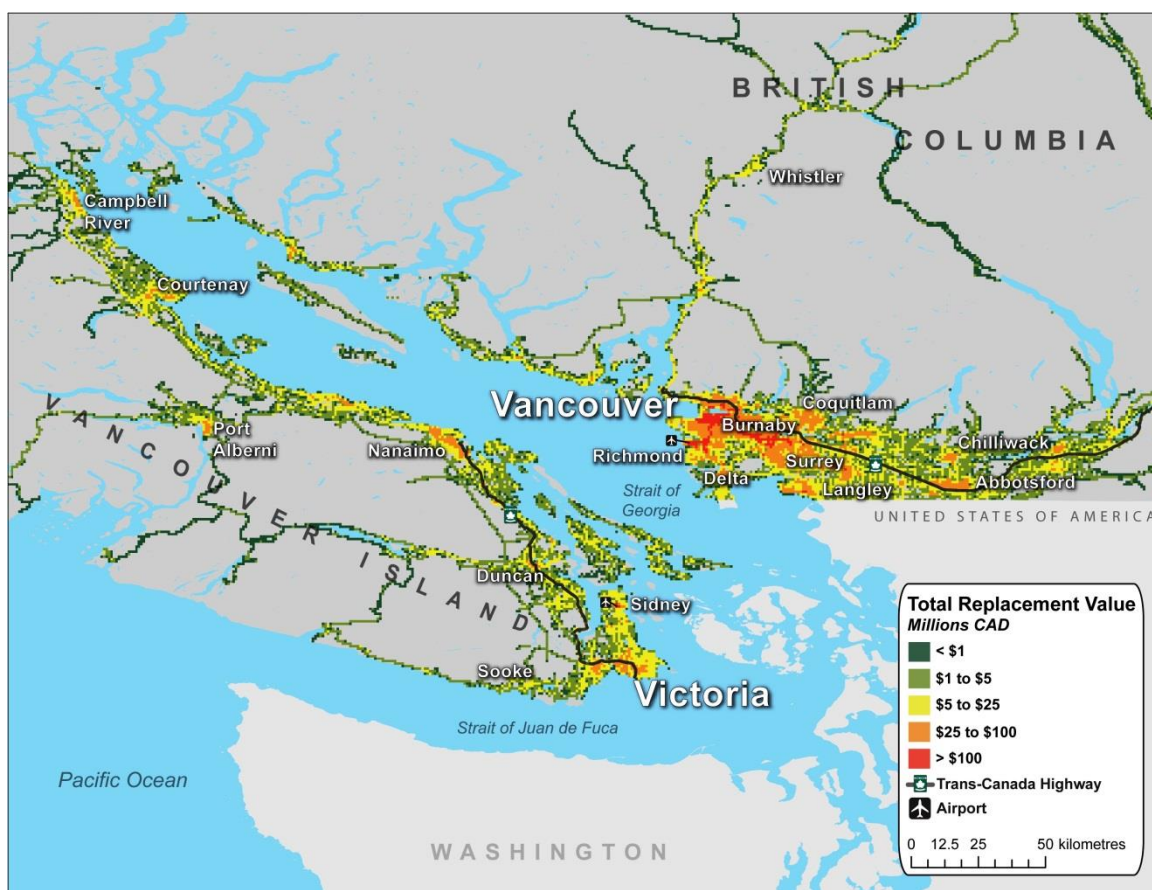 BRITISH
COLUMBIA
Whistler
Campbell
River
Courtenay
Vancouver
Coquitlam
Burnaby
Port
Alberni
Nanaimo
Richmond
Chilliwack
Surrey
Delta
Langley
Abbotsford
Strait of
Georgia
UNITED STATES OF AMERICA
VANCOUVER ISLAND
Duncan
Sidney
Sooke
Victoria
Strait of Juan de Fuca
Pacific Ocean
WASHINGTON
Total Replacement Value
Millions CAD
< $1
$1 to $5
$5 to $25
$25 to $100
> $100
Trans-Canada Highway
Airport
0 12.5 25 50 kilometres